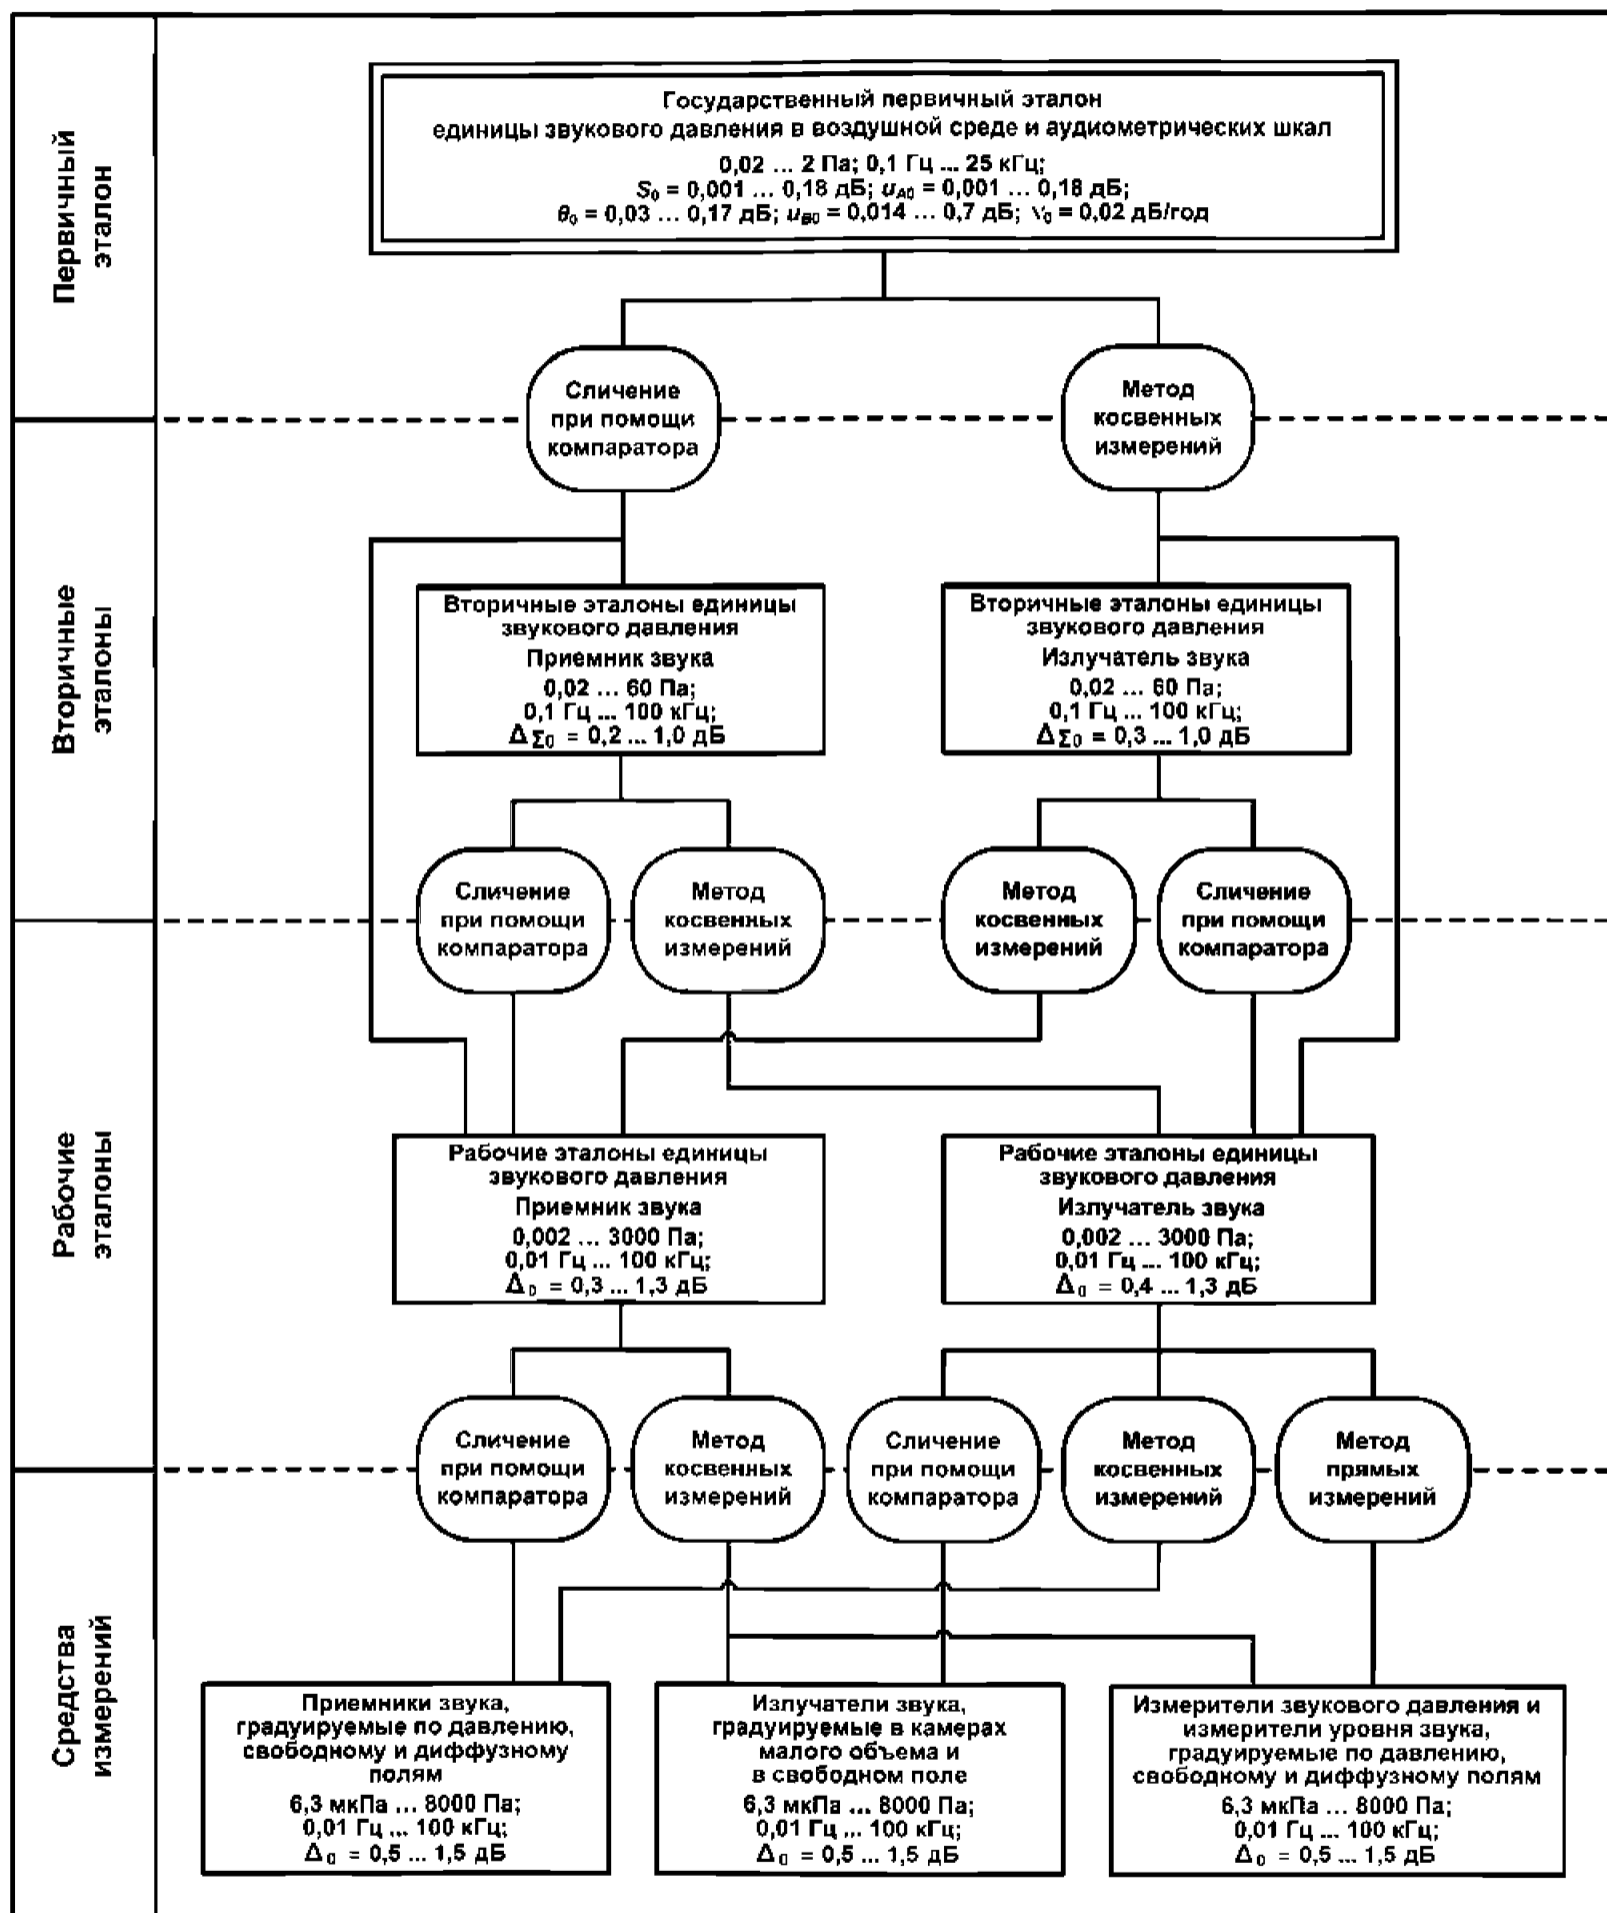 Первичный
эталон
Государственный первичный эталон
единицы звукового давления в воздушной среде и аудиометрических шкал
0,02 ... 2 Па; 0,1 Гц ... 25 кГц;
S₀ = 0,001 ... 0,18 дБ; u_A0 = 0,001 ... 0,18 дБ;
θ₀ = 0,03 ... 0,17 дБ; u_B0 = 0,014 ... 0,7 дБ; ν₀ = 0,02 дБ/год
Сличение
при помощи
компаратора
Метод
косвенных
измерений
Вторичные
эталоны
Вторичные эталоны единицы
звукового давления
Приемник звука
0,02 ... 60 Па;
0,1 Гц ... 100 кГц;
Δ_Σ0 = 0,2 ... 1,0 дБ
Вторичные эталоны единицы
звукового давления
Излучатель звука
0,02 ... 60 Па;
0,1 Гц ... 100 кГц;
Δ_Σ0 = 0,3 ... 1,0 дБ
Сличение
при помощи
компаратора
Метод
косвенных
измерений
Метод
косвенных
измерений
Сличение
при помощи
компаратора
Рабочие
эталоны
Рабочие эталоны единицы
звукового давления
Приемник звука
0,002 ... 3000 Па;
0,01 Гц ... 100 кГц;
Δ₀ = 0,3 ... 1,3 дБ
Рабочие эталоны единицы
звукового давления
Излучатель звука
0,002 ... 3000 Па;
0,01 Гц ... 100 кГц;
Δ₀ = 0,4 ... 1,3 дБ
Сличение
при помощи
компаратора
Метод
косвенных
измерений
Сличение
при помощи
компаратора
Метод
косвенных
измерений
Метод
прямых
измерений
Средства
измерений
Приемники звука,
градуируемые по давлению,
свободному и диффузному
полям
6,3 мкПа ... 8000 Па;
0,01 Гц ... 100 кГц;
Δ₀ = 0,5 ... 1,5 дБ
Излучатели звука,
градуируемые в камерах
малого объема и
в свободном поле
6,3 мкПа ... 8000 Па;
0,01 Гц ... 100 кГц;
Δ₀ = 0,5 ... 1,5 дБ
Измерители звукового давления и
измерители уровня звука,
градуируемые по давлению,
свободному и диффузному полям
6,3 мкПа ... 8000 Па;
0,01 Гц ... 100 кГц;
Δ₀ = 0,5 ... 1,5 дБ